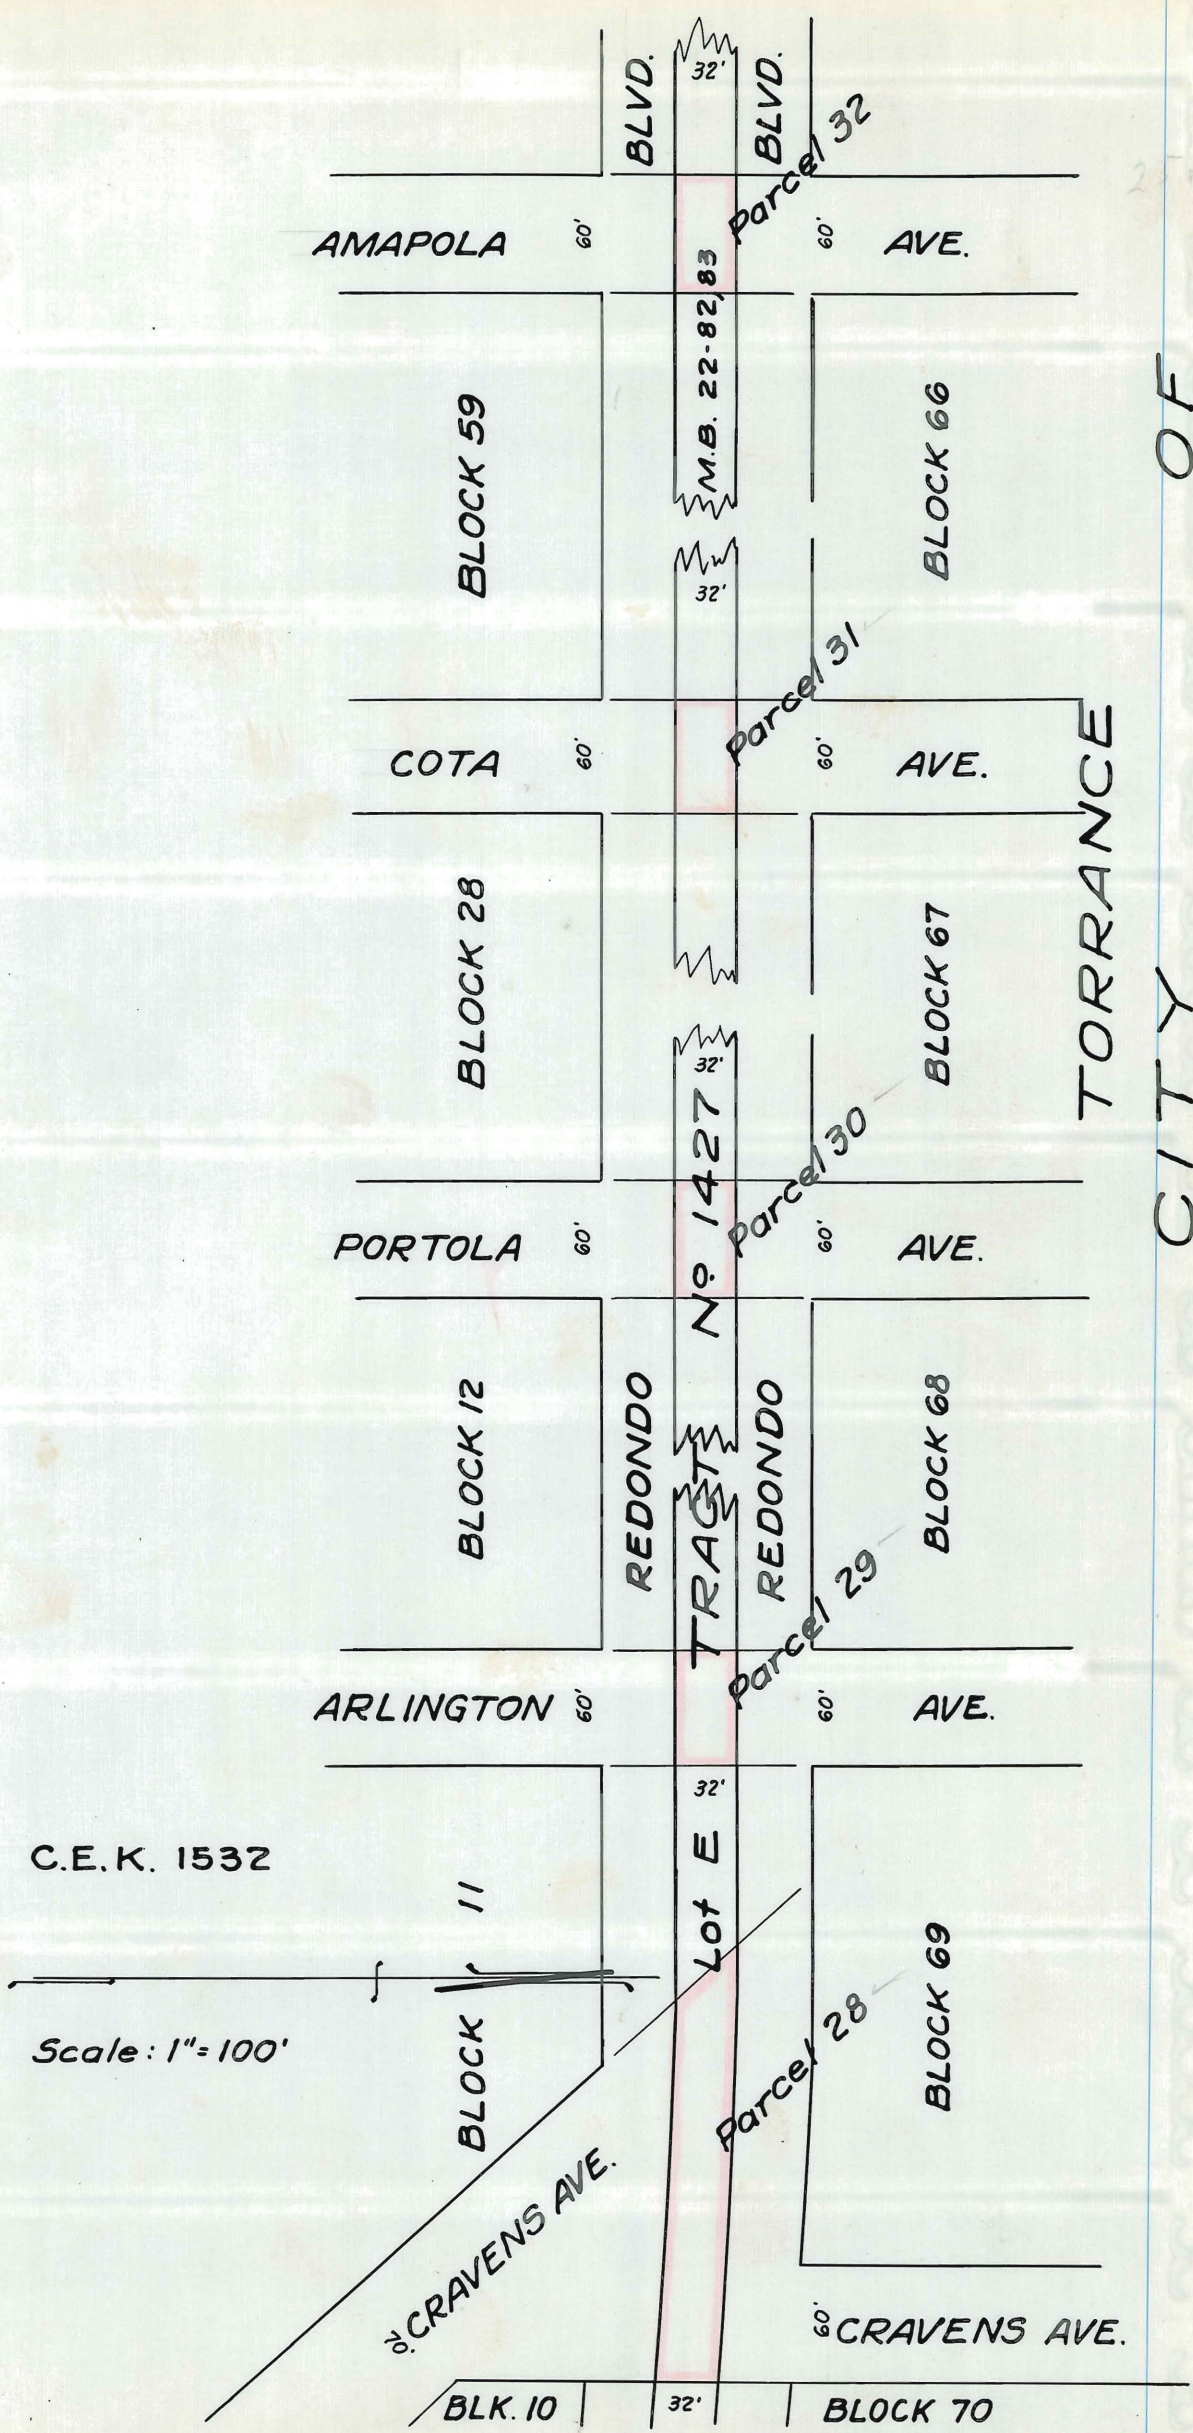 BLVD.
32'
BLVD.
Parcel 32
AMAPOLA
60'
60'
AVE.
M.B. 22-82,83
BLOCK 59
BLOCK 66
OF
32'
Parcel 31
COTA
60'
60'
AVE.
TORRANCE
CITY
BLOCK 28
BLOCK 67
32'
Parcel 30
PORTOLA
60'
60'
AVE.
TRACT Nº 1427
BLOCK 12
REDONDO
REDONDO
BLOCK 68
Parcel 29
ARLINGTON
60'
60'
AVE.
32'
Lot E
C.E.K. 1532
BLOCK 11
BLOCK 69
Scale: 1"=100'
Parcel 28
70' CRAVENS AVE.
60' CRAVENS AVE.
BLK. 10
32'
BLOCK 70